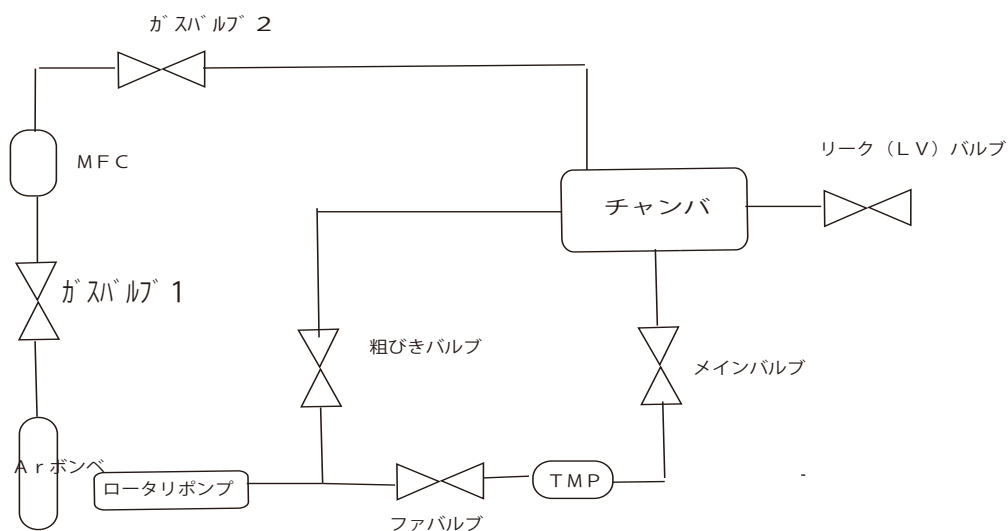 ガスバルブ２
ＭＦＣ
リーク（ＬＶ）バルブ
チャンバ
ガスバルブ１
粗びきバルブ
メインバルブ
Ａｒボンベ
ロータリポンプ
ＴＭＰ
ファバルブ